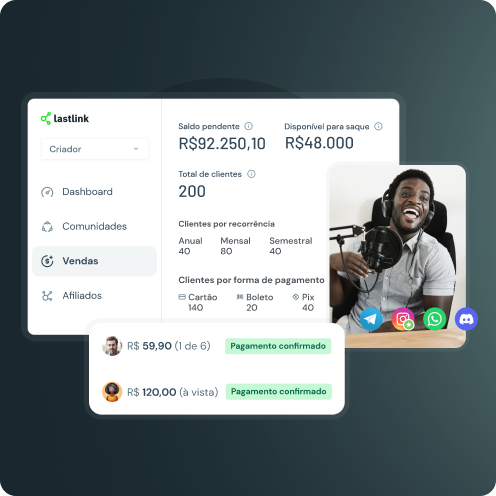 lastlink
Criador
Dashboard
Comunidades
Vendas
Afiliados
Saldo pendente
R$92.250,10
Disponível para saque
R$48.000
Total de clientes
200
Clientes por recorrência
Anual Mensal Semestral
40 80 40
Clientes por forma de pagamento
Cartão Boleto Pix
140 20 40
R$ 59,90 (1 de 6) Pagamento confirmado
R$ 120,00 (à vista) Pagamento confirmado